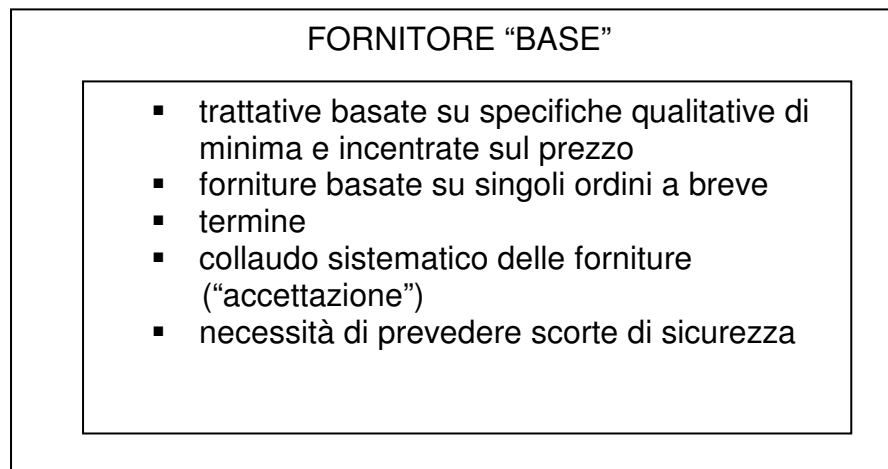 FORNITORE “BASE”
▪ trattative basate su specifiche qualitative di
minima e incentrate sul prezzo
▪ forniture basate su singoli ordini a breve
▪ termine
▪ collaudo sistematico delle forniture
(“accettazione”)
▪ necessità di prevedere scorte di sicurezza